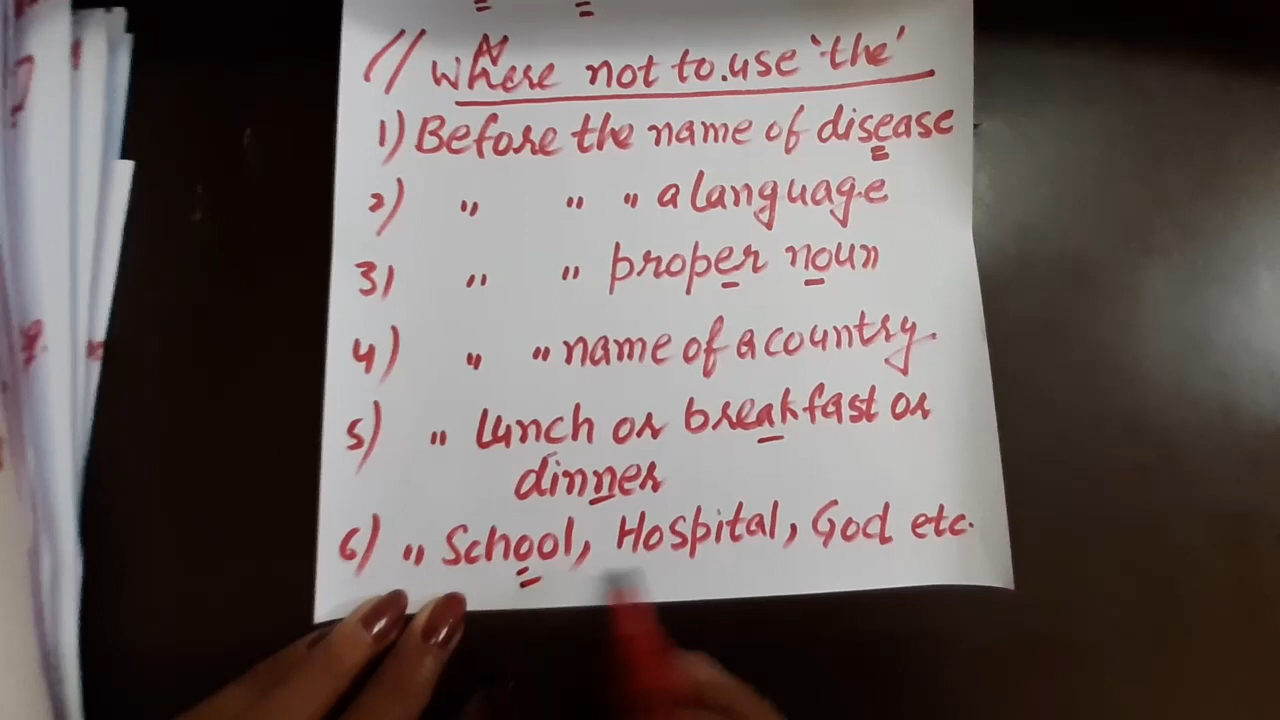 // Where not to use 'the'
1) Before the name of disease
2) " " " a language
3) " " proper noun
4) " " name of a country.
5) " lunch or breakfast or
dinner
6) " School, Hospital, God etc.